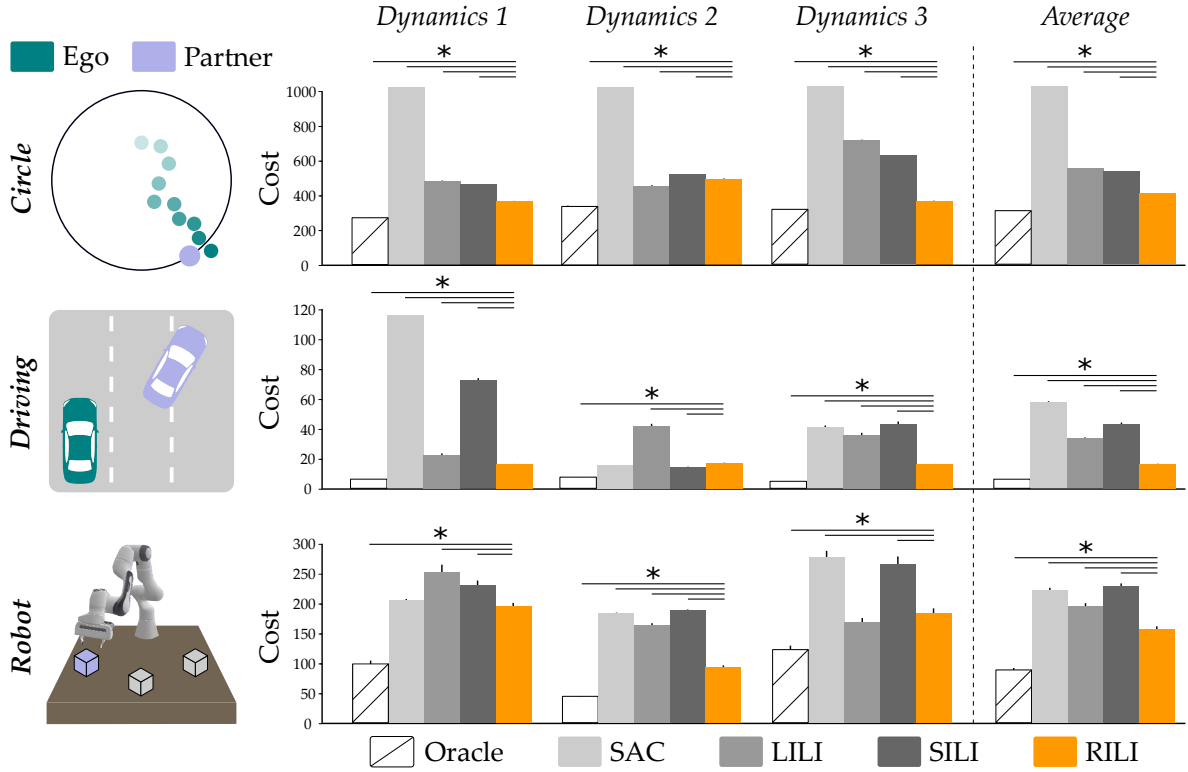 Dynamics 1 Dynamics 2 Dynamics 3 Average
Ego Partner
* * * *
Circle
Cost
1000
800
600
400
200
0
* * * *
Driving
Cost
120
100
80
60
40
20
0
* * * *
Robot
Cost
300
250
200
150
100
50
0
Oracle SAC LILI SILI RILI